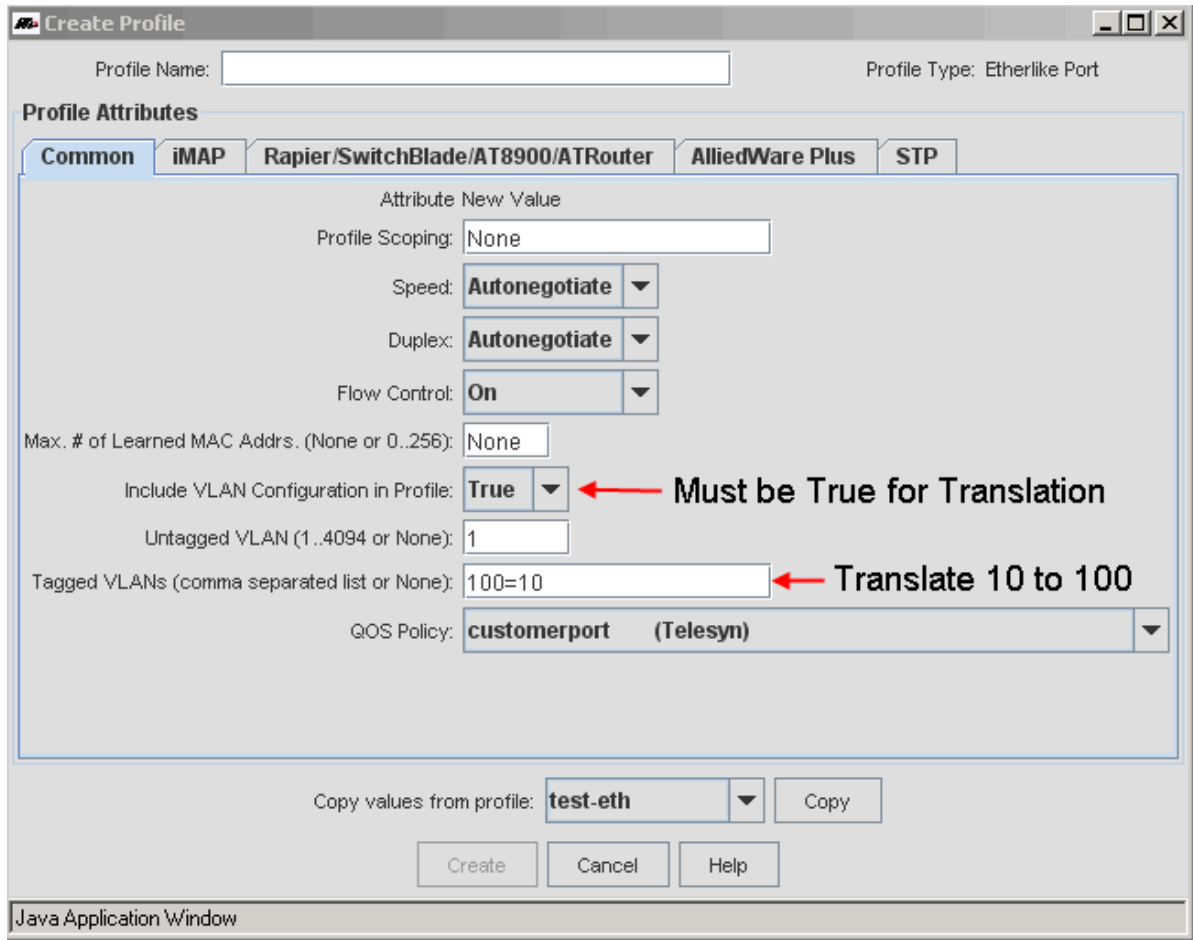 Create Profile
Profile Name: Profile Type: Etherlike Port
Profile Attributes
Common iMAP Rapier/SwitchBlade/AT8900/ATRouter AlliedWare Plus STP
Attribute New Value
Profile Scoping: None
Speed: Autonegotiate
Duplex: Autonegotiate
Flow Control: On
Max. # of Learned MAC Addrs. (None or 0..256): None
Include VLAN Configuration in Profile: True Must be True for Translation
Untagged VLAN (1..4094 or None): 1
Tagged VLANs (comma separated list or None): 100=10 Translate 10 to 100
QOS Policy: customerport (Telesyn)
Copy values from profile: test-eth Copy
Create Cancel Help
Java Application Window